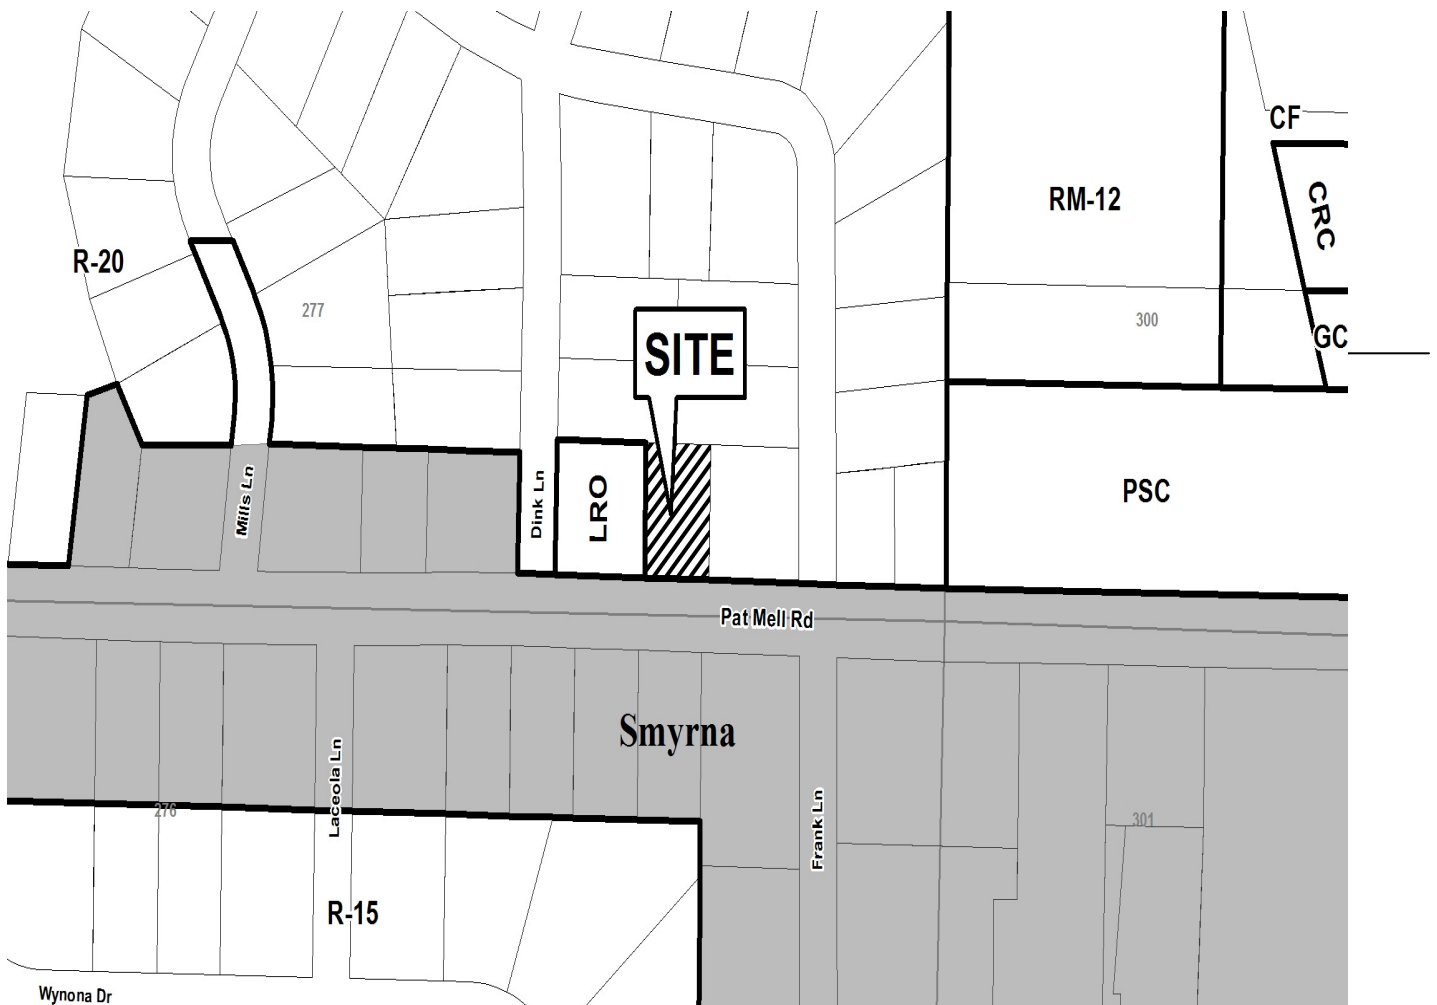 CF
CRC
RM-12
R-20
277
300
GC
SITE
Mills Ln
Dink Ln
LRO
PSC
Pat Mell Rd
Smyrna
Laceola Ln
276
Frank Ln
301
R-15
Wynona Dr